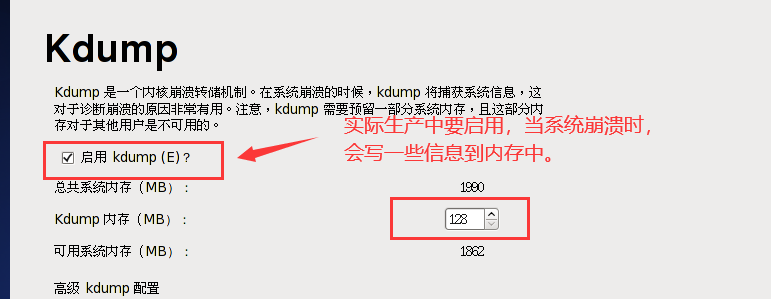 Kdump
Kdump 是一个内核崩溃转储机制。在系统崩溃的时候，kdump 将捕获系统信息，这
对于诊断崩溃的原因非常有用。注意，kdump 需要预留一部分系统内存，且这部分内
存对于其他用户是不可用的。
实际生产中要启用，当系统崩溃时，
会写一些信息到内存中。
启用 kdump (E)？
总共系统内存（MB）： 1990
Kdump 内存（MB）： 128
可用系统内存（MB）： 1862
高级 kdump 配置